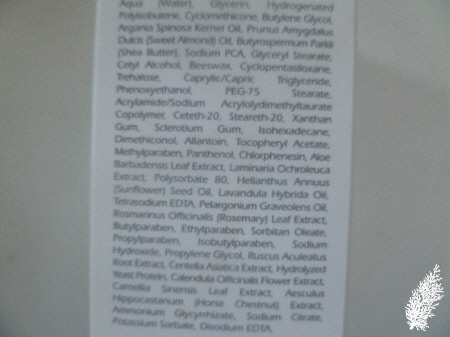 Aqua (Water), Glycerin, Hydrogenated
Polyisobutene, Cyclomethicone, Butylene Glycol,
Argania Spinosa Kernel Oil, Prunus Amygdalus
Dulcis (Sweet Almond) Oil, Butyrospermum Parkii
(Shea Butter), Sodium PCA, Glyceryl Stearate,
Cetyl Alcohol, Beeswax, Cyclopentasiloxane,
Trehalose, Caprylic/Capric Triglyceride,
Phenoxyethanol, PEG-75 Stearate,
Acrylamide/Sodium Acryloyldimethyltaurate
Copolymer, Ceteth-20, Steareth-20, Xanthan
Gum, Sclerotium Gum, Isohexadecane,
Dimethiconol, Allantoin, Tocopheryl Acetate,
Methylparaben, Panthenol, Chlorphenesin, Aloe
Barbadensis Leaf Extract, Laminaria Ochroleuca
Extract, Polysorbate 80, Helianthus Annuus
(Sunflower) Seed Oil, Lavandula Hybrida Oil,
Tetrasodium EDTA, Pelargonium Graveolens Oil,
Rosmarinus Officinalis (Rosemary) Leaf Extract,
Butylparaben, Ethylparaben, Sorbitan Oleate,
Propylparaben, Isobutylparaben, Sodium
Hydroxide, Propylene Glycol, Ruscus Aculeatus
Root Extract, Centella Asiatica Extract, Hydrolyzed
Yeast Protein, Calendula Officinalis Flower Extract,
Camellia Sinensis Leaf Extract, Aesculus
Hippocastanum (Horse Chestnut) Extract,
Ammonium Glycyrrhizate, Sodium Citrate,
Potassium Sorbate, Disodium EDTA.